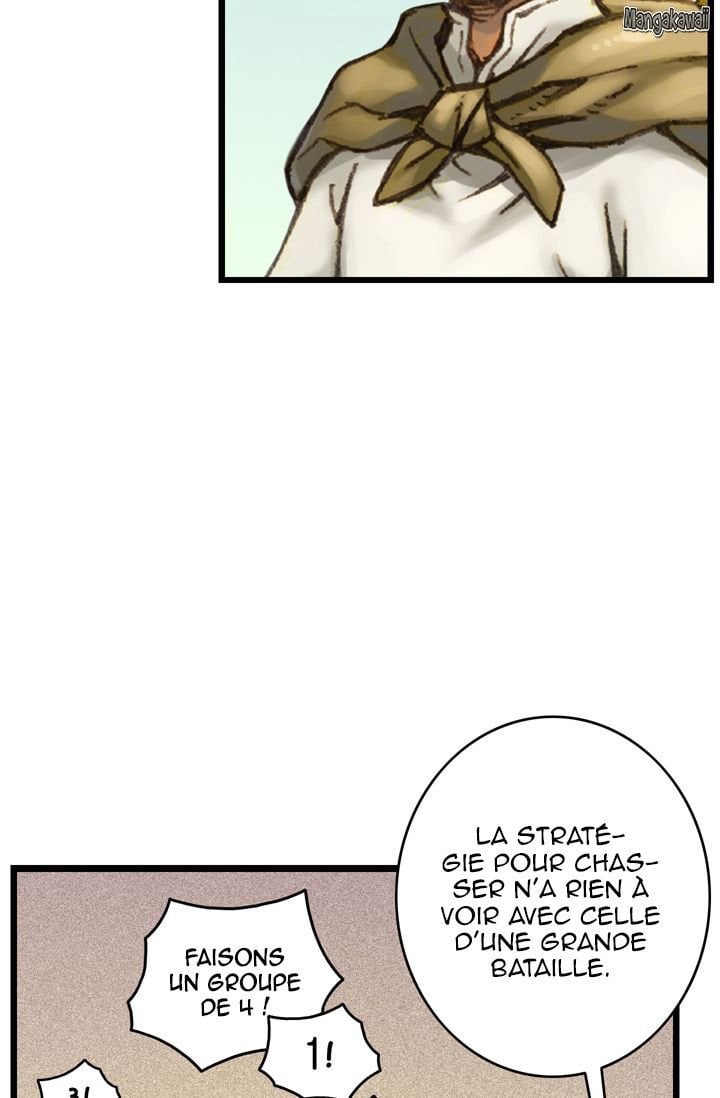 Mangakawaii
LA STRATÉ-
GIE POUR CHAS-
SER N'A RIEN À
VOIR AVEC CELLE
D'UNE GRANDE
BATAILLE.
FAISONS
UN GROUPE
DE 4 !
1!
3!